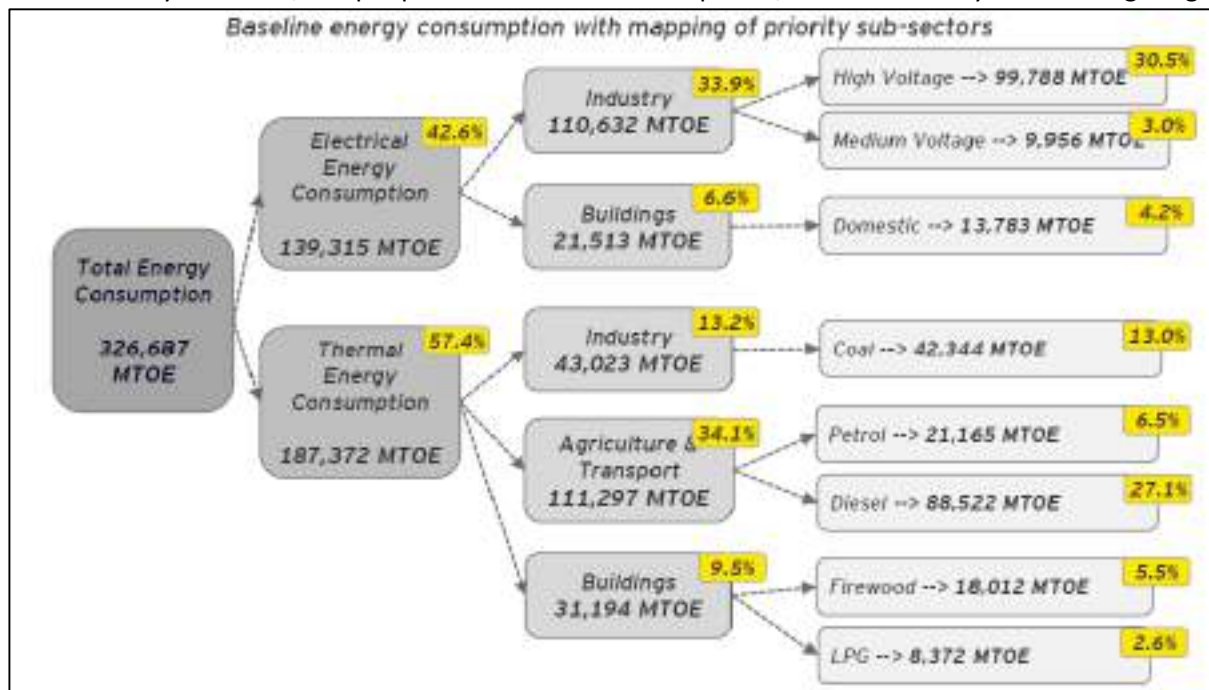 Baseline energy consumption with mapping of priority sub-sectors
Total Energy
Consumption
326,687
MTOE
42.6%
Electrical
Energy
Consumption
139,315 MTOE
57.4%
Thermal
Energy
Consumption
187,372 MTOE
33.9%
Industry
110,632 MTOE
6.6%
Buildings
21,513 MTOE
13.2%
Industry
43,023 MTOE
34.1%
Agriculture &
Transport
111,297 MTOE
9.5%
Buildings
31,194 MTOE
30.5%
High Voltage --> 99,788 MTOE
3.0%
Medium Voltage --> 9,956 MTOE
4.2%
Domestic --> 13,783 MTOE
13.0%
Coal --> 42,344 MTOE
6.5%
Petrol --> 21,165 MTOE
27.1%
Diesel --> 88,522 MTOE
5.5%
Firewood --> 18,012 MTOE
2.6%
LPG --> 8,372 MTOE